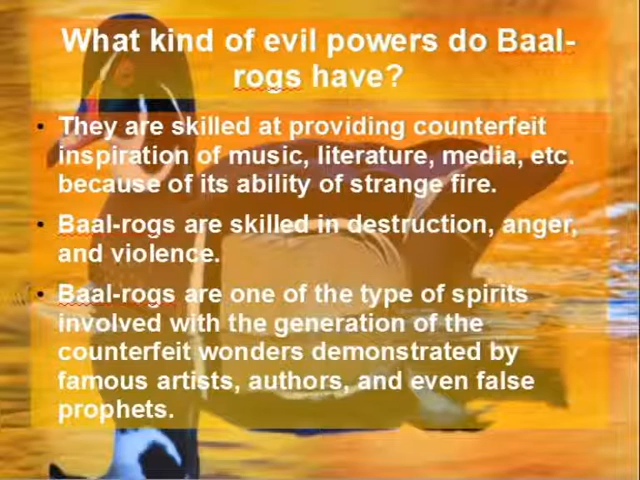 What kind of evil powers do Baal-
rogs have?
• They are skilled at providing counterfeit
inspiration of music, literature, media, etc.
because of its ability of strange fire.
• Baal-rogs are skilled in destruction, anger,
and violence.
• Baal-rogs are one of the type of spirits
involved with the generation of the
counterfeit wonders demonstrated by
famous artists, authors, and even false
prophets.